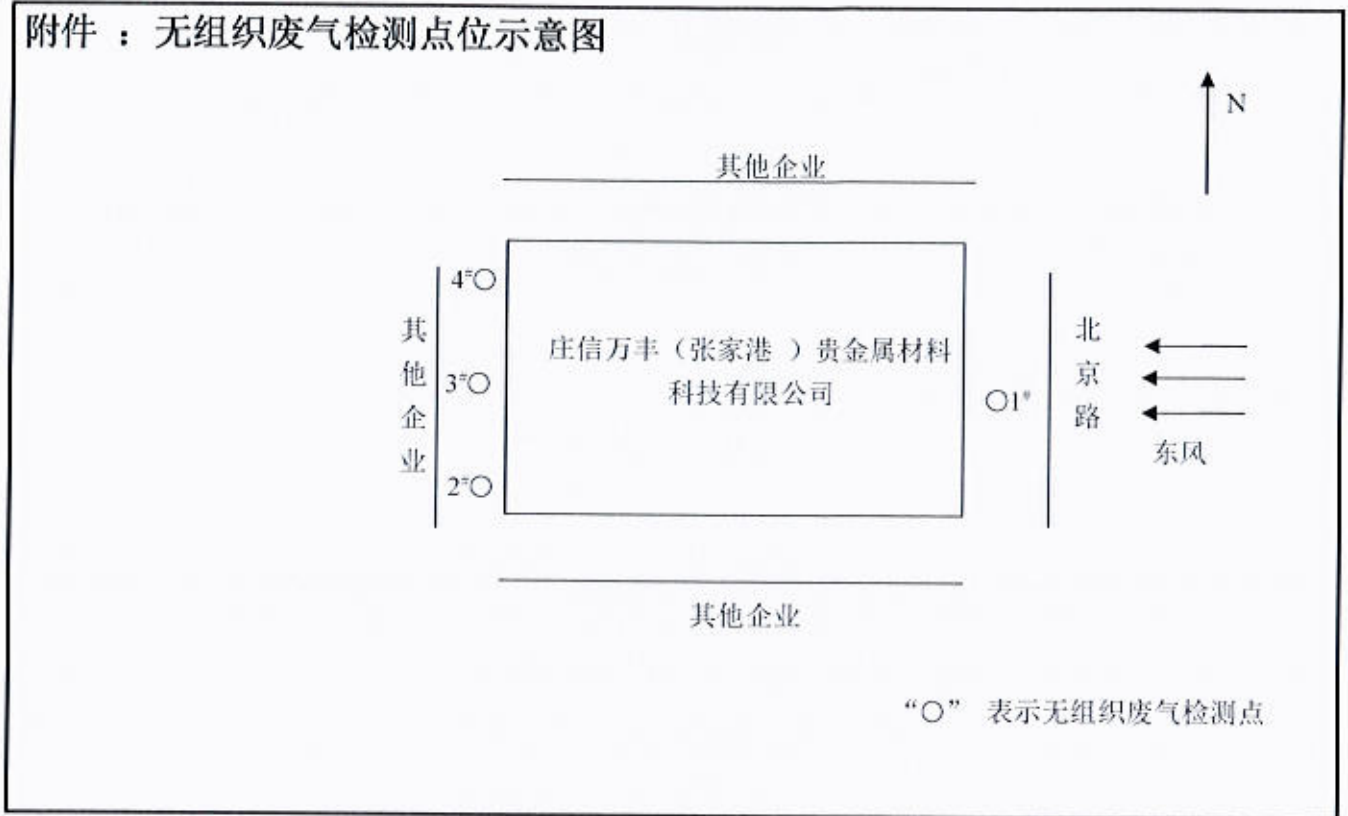 附件 ：无组织废气检测点位示意图
N
其他企业
4#○
其他企业
庄信万丰（张家港 ）贵金属材料
科技有限公司
3#○
○1#
北京路
东风
2#○
其他企业
“○” 表示无组织废气检测点